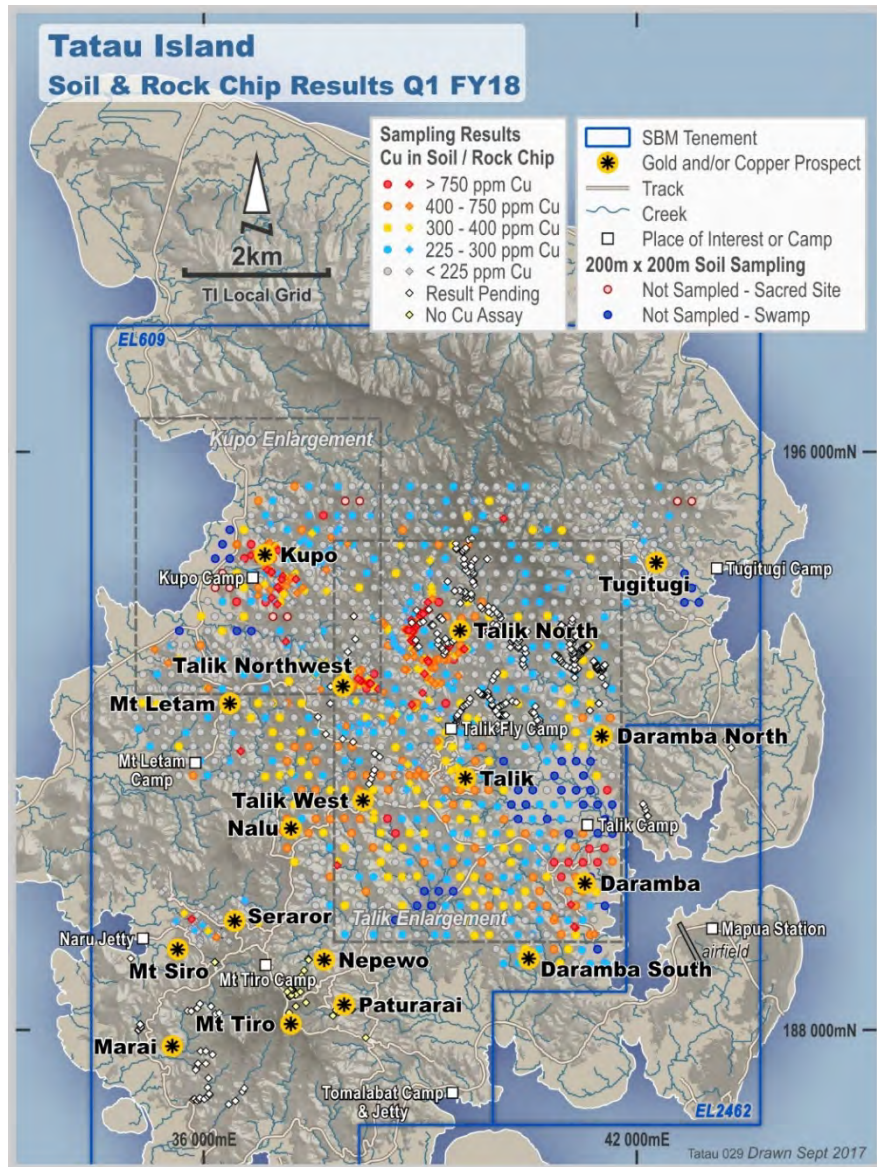 Tatau Island
Soil & Rock Chip Results Q1 FY18
Sampling Results
Cu in Soil / Rock Chip
> 750 ppm Cu
400 - 750 ppm Cu
300 - 400 ppm Cu
225 - 300 ppm Cu
< 225 ppm Cu
Result Pending
No Cu Assay
SBM Tenement
Gold and/or Copper Prospect
Track
Creek
Place of Interest or Camp
200m x 200m Soil Sampling
Not Sampled - Sacred Site
Not Sampled - Swamp
N
2km
TI Local Grid
EL609
Kupo Enlargement
196 000mN
Kupo
Kupo Camp
Tugitugi Camp
Tugitugi
Talik North
Talik Northwest
Mt Letam
Talik Fly Camp
Daramba North
Mt Letam
Camp
Talik
Talik West
Nalu
Talik Camp
Daramba
Seraror
Talik Enlargement
Naru Jetty
Mapua Station
airfield
Mt Siro
Mt Tiro Camp
Nepewo
Daramba South
Paturarai
Mt Tiro
188 000mN
Marai
Tomalabat Camp
& Jetty
EL2462
36 000mE
42 000mE
Tatau 029 Drawn Sept 2017